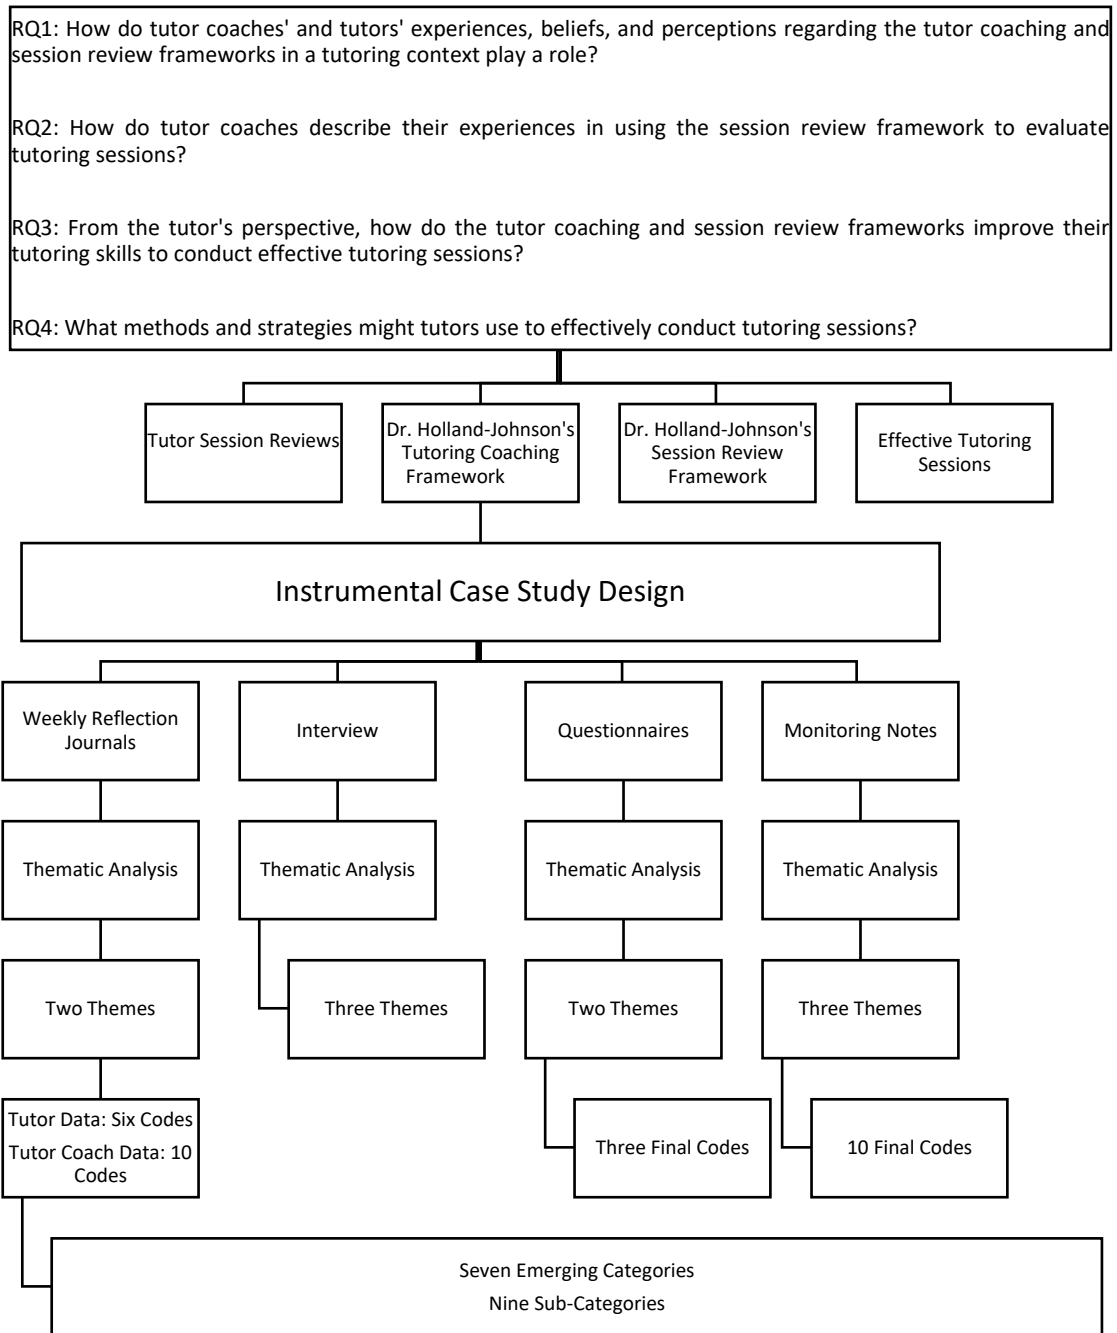 RQ1: How do tutor coaches' and tutors' experiences, beliefs, and perceptions regarding the tutor coaching and
session review frameworks in a tutoring context play a role?
RQ2: How do tutor coaches describe their experiences in using the session review framework to evaluate
tutoring sessions?
RQ3: From the tutor's perspective, how do the tutor coaching and session review frameworks improve their
tutoring skills to conduct effective tutoring sessions?
RQ4: What methods and strategies might tutors use to effectively conduct tutoring sessions?
Tutor Session Reviews
Dr. Holland-Johnson's
Tutoring Coaching
Framework
Dr. Holland-Johnson's
Session Review
Framework
Effective Tutoring
Sessions
Instrumental Case Study Design
Weekly Reflection
Journals
Interview
Questionnaires
Monitoring Notes
Thematic Analysis
Thematic Analysis
Thematic Analysis
Thematic Analysis
Two Themes
Three Themes
Two Themes
Three Themes
Tutor Data: Six Codes
Tutor Coach Data: 10
Codes
Three Final Codes
10 Final Codes
Seven Emerging Categories
Nine Sub-Categories